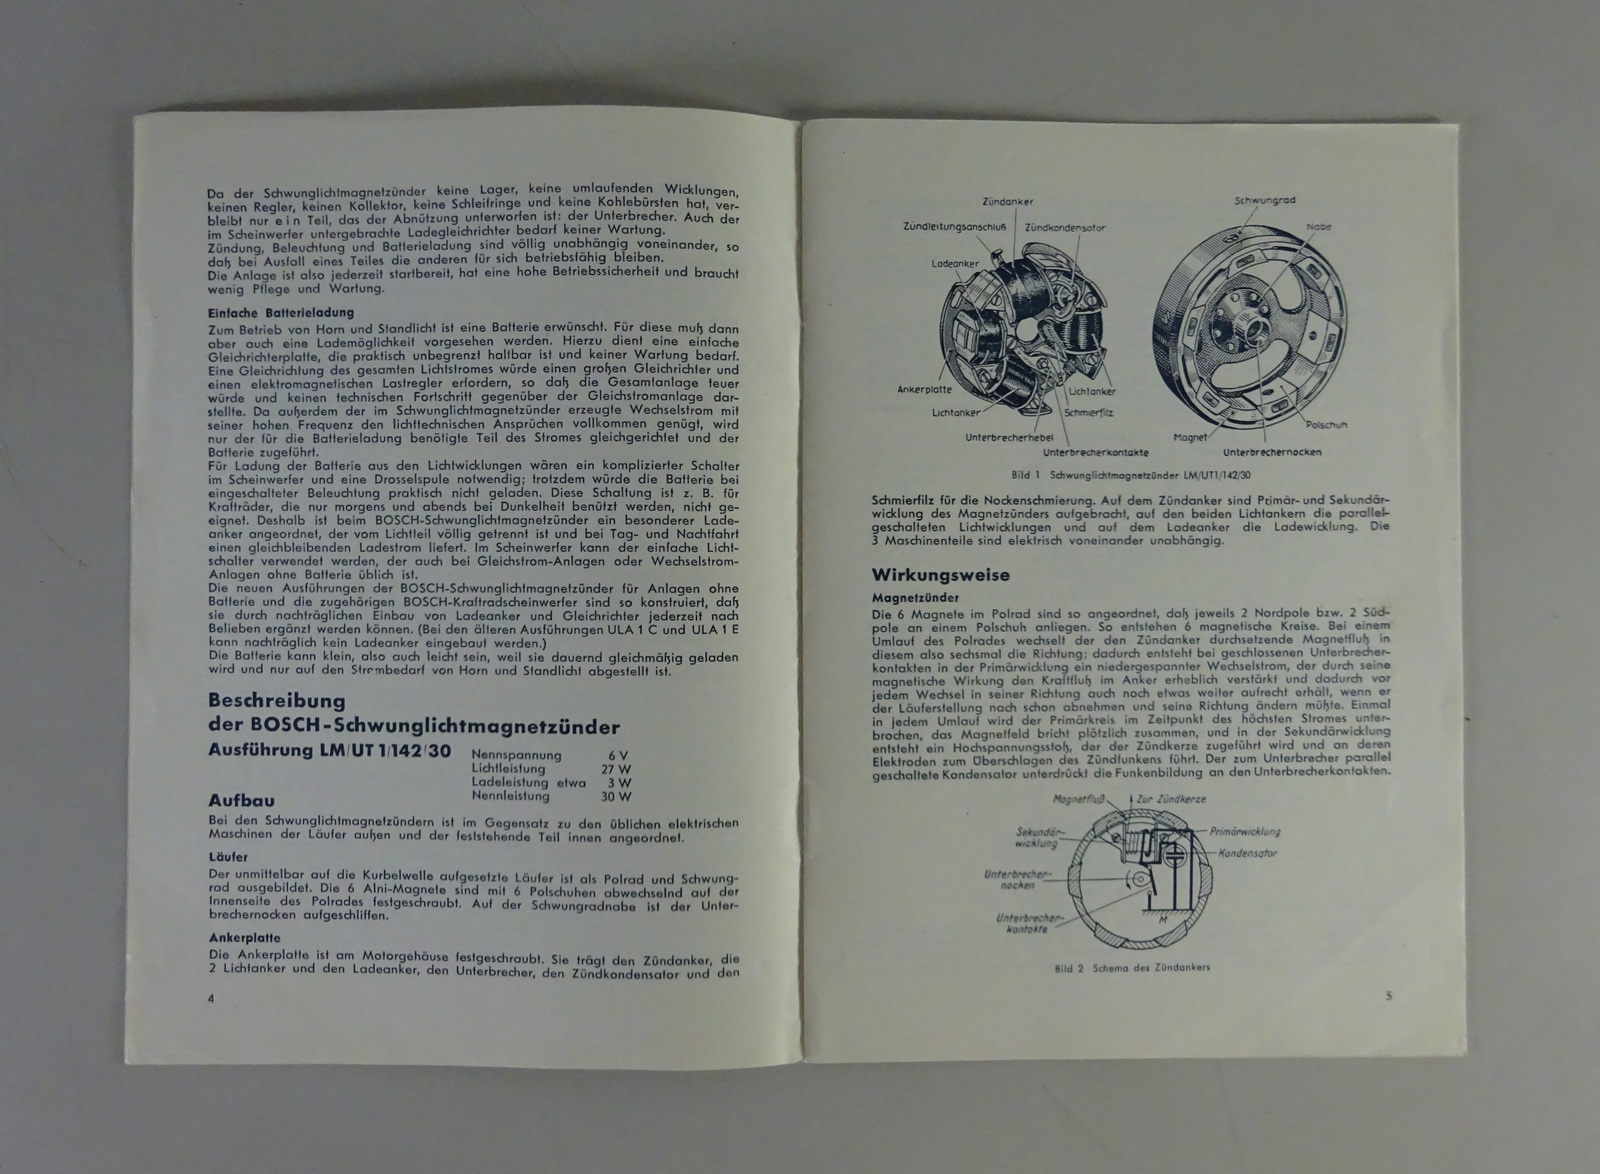 Da der Schwunglichtmagnetzünder keine Lager, keine umlaufenden Wicklungen,
keinen Regler, keinen Kollektor, keine Schleifringe und keine Kohlebürsten hat, ver-
bleibt nur e i n Teil, das der Abnützung unterworfen ist: der Unterbrecher. Auch der
im Scheinwerfer untergebrachte Ladegleichrichter bedarf keiner Wartung.
Zündung, Beleuchtung und Batterieladung sind völlig unabhängig voneinander, so
daß bei Ausfall eines Teiles die anderen für sich betriebsfähig bleiben.
Die Anlage ist also jederzeit startbereit, hat eine hohe Betriebssicherheit und braucht
wenig Pflege und Wartung.
Einfache Batterieladung
Zum Betrieb von Horn und Standlicht ist eine Batterie erwünscht. Für diese muß dann
aber auch eine Lademöglichkeit vorgesehen werden. Hierzu dient eine einfache
Gleichrichterplatte, die praktisch unbegrenzt haltbar ist und keiner Wartung bedarf.
Eine Gleichrichtung des gesamten Lichtstromes würde einen großen Gleichrichter und
einen elektromagnetischen Lastregler erfordern, so daß die Gesamtanlage teuer
würde und keinen technischen Fortschritt gegenüber der Gleichstromanlage dar-
stellte. Da außerdem der im Schwunglichtmagnetzünder erzeugte Wechselstrom mit
seiner hohen Frequenz den lichttechnischen Ansprüchen vollkommen genügt, wird
nur der für die Batterieladung benötigte Teil des Stromes gleichgerichtet und der
Batterie zugeführt.
Für Ladung der Batterie aus den Lichtwicklungen wären ein komplizierter Schalter
im Scheinwerfer und eine Drosselspule notwendig; trotzdem würde die Batterie bei
eingeschalteter Beleuchtung praktisch nicht geladen. Diese Schaltung ist z. B. für
Krafträder, die nur morgens und abends bei Dunkelheit benützt werden, nicht ge-
eignet. Deshalb ist beim BOSCH-Schwunglichtmagnetzünder ein besonderer Lade-
anker angeordnet, der vom Lichtteil völlig getrennt ist und bei Tag- und Nachtfahrt
einen gleichbleibenden Ladestrom liefert. Im Scheinwerfer kann der einfache Licht-
schalter verwendet werden, der auch bei Gleichstrom-Anlagen oder Wechselstrom-
Anlagen ohne Batterie üblich ist.
Die neuen Ausführungen der BOSCH-Schwunglichtmagnetzünder für Anlagen ohne
Batterie und die zugehörigen BOSCH-Kraftradscheinwerfer sind so konstruiert, daß
sie durch nachträglichen Einbau von Ladeanker und Gleichrichter jederzeit nach
Belieben ergänzt werden können. (Bei den älteren Ausführungen ULA 1 C und ULA 1 E
kann nachträglich kein Ladeanker eingebaut werden.)
Die Batterie kann klein, also auch leicht sein, weil sie dauernd gleichmäßig geladen
wird und nur auf den Strombedarf von Horn und Standlicht abgestellt ist.
Beschreibung
der BOSCH-Schwunglichtmagnetzünder
Ausführung LM/UT 1/142/30
Nennspannung 6 V
Lichtleistung 27 W
Ladeleistung etwa 3 W
Nennleistung 30 W
Aufbau
Bei den Schwunglichtmagnetzündern ist im Gegensatz zu den üblichen elektrischen
Maschinen der Läufer außen und der feststehende Teil innen angeordnet.
Läufer
Der unmittelbar auf die Kurbelwelle aufgesetzte Läufer ist als Polrad und Schwung-
rad ausgebildet. Die 6 Alni-Magnete sind mit 6 Polschuhen abwechselnd auf der
Innenseite des Polrades festgeschraubt. Auf der Schwungradnabe ist der Unter-
brechernocken aufgeschliffen.
Ankerplatte
Die Ankerplatte ist am Motorgehäuse festgeschraubt. Sie trägt den Zündanker, die
2 Lichtanker und den Ladeanker, den Unterbrecher, den Zündkondensator und den
4
Zündanker
Schwungrad
Zündleitungsanschluß
Zündkondensator
Nabe
Ladeanker
Ankerplatte
Lichtanker
Lichtanker
Schmierfilz
Polschuh
Unterbrecherhebel
Magnet
Unterbrecherkontakte
Unterbrechernocken
Bild 1 Schwunglichtmagnetzünder LM/UT1/142/30
Schmierfilz für die Nockenschmierung. Auf dem Zündanker sind Primär- und Sekundär-
wicklung des Magnetzünders aufgebracht, auf den beiden Lichtankern die parallel-
geschalteten Lichtwicklungen und auf dem Ladeanker die Ladewicklung. Die
3 Maschinenteile sind elektrisch voneinander unabhängig.
Wirkungsweise
Magnetzünder
Die 6 Magnete im Polrad sind so angeordnet, daß jeweils 2 Nordpole bzw. 2 Süd-
pole an einem Polschuh anliegen. So entstehen 6 magnetische Kreise. Bei einem
Umlauf des Polrades wechselt der den Zündanker durchsetzende Magnetfluß in
diesem also sechsmal die Richtung; dadurch entsteht bei geschlossenen Unterbrecher-
kontakten in der Primärwicklung ein niedergespannter Wechselstrom, der durch seine
magnetische Wirkung den Kraftfluß im Anker erheblich verstärkt und dadurch vor
jedem Wechsel in seiner Richtung auch noch etwas weiter aufrecht erhält, wenn er
der Läuferstellung nach schon abnehmen und seine Richtung ändern müßte. Einmal
in jedem Umlauf wird der Primärkreis im Zeitpunkt des höchsten Stromes unter-
brochen, das Magnetfeld bricht plötzlich zusammen, und in der Sekundärwicklung
entsteht ein Hochspannungsstoß, der der Zündkerze zugeführt wird und an deren
Elektroden zum Überschlagen des Zündfunkens führt. Der zum Unterbrecher parallel
geschaltete Kondensator unterdrückt die Funkenbildung an den Unterbrecherkontakten.
Magnetfluß
Zur Zündkerze
Sekundär-
wicklung
Primärwicklung
Kondensator
Unterbrecher-
nocken
Unterbrecher-
kontakte
M
Bild 2 Schema des Zündankers
5